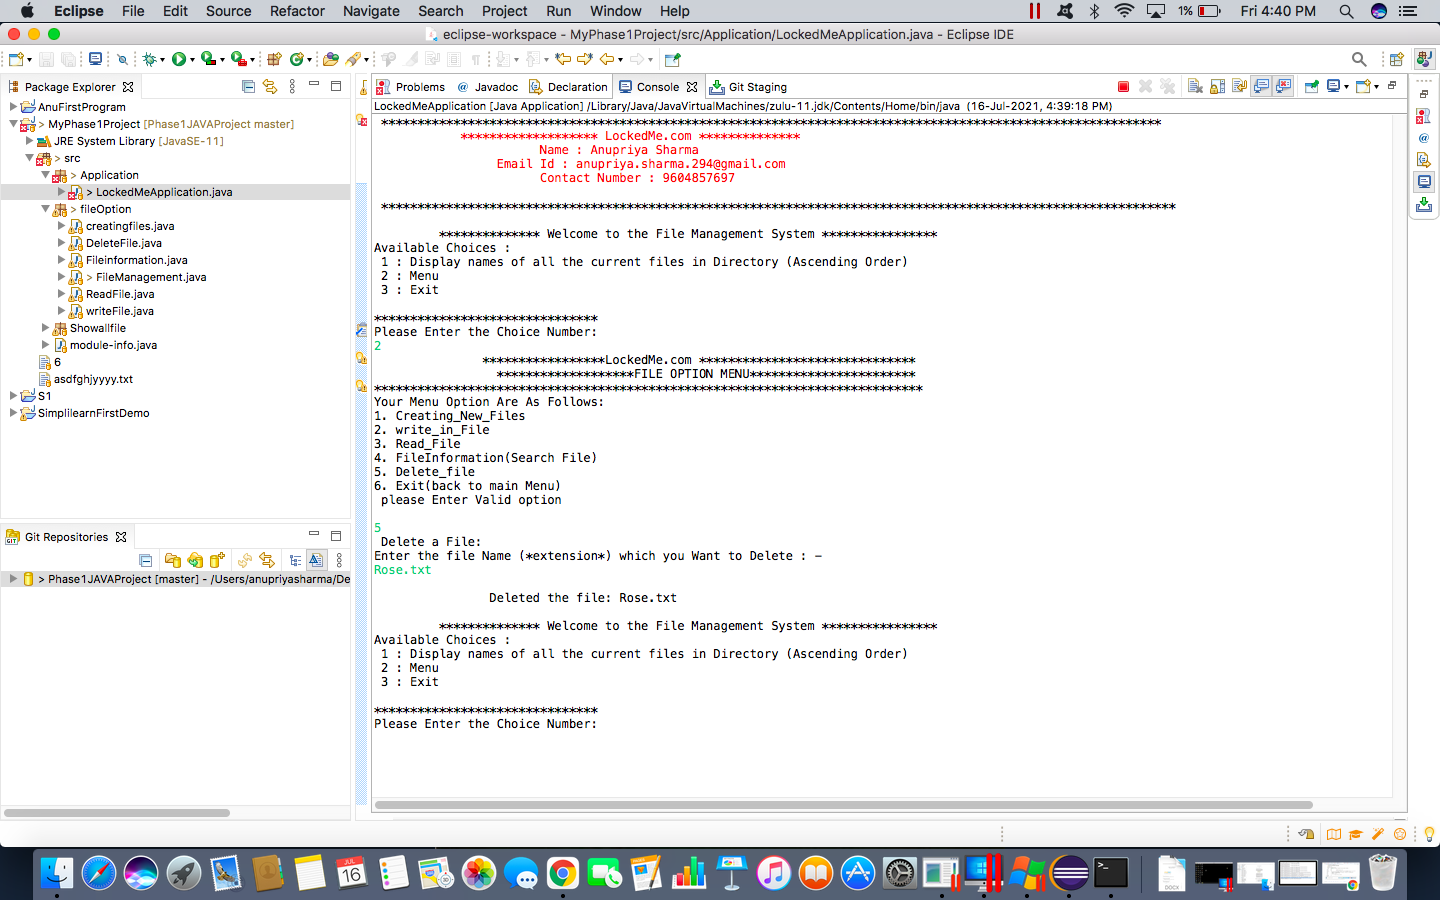 Eclipse File Edit Source Refactor Navigate Search Project Run Window Help 1% Fri 4:40 PM
eclipse-workspace - MyPhase1Project/src/Application/LockedMeApplication.java - Eclipse IDE
Package Explorer
AnuFirstProgram
> MyPhase1Project [Phase1JAVAProject master]
JRE System Library [JavaSE-11]
> src
> Application
> LockedMeApplication.java
> fileOption
creatingfiles.java
DeleteFile.java
Fileinformation.java
> FileManagement.java
ReadFile.java
writeFile.java
Showallfile
module-info.java
6
asdfghjyyyy.txt
S1
SimplilearnFirstDemo
Git Repositories
> Phase1JAVAProject [master] - /Users/anupriyasharma/De
Problems Javadoc Declaration Console Git Staging
LockedMeApplication [Java Application] /Library/Java/JavaVirtualMachines/zulu-11.jdk/Contents/Home/bin/java (16-Jul-2021, 4:39:18 PM)
************************************************************************************************************
******************* LockedMe.com **************
Name : Anupriya Sharma
Email Id : anupriya.sharma.294@gmail.com
Contact Number : 9604857697
**************************************************************************************************************
************** Welcome to the File Management System ****************
Available Choices :
1 : Display names of all the current files in Directory (Ascending Order)
2 : Menu
3 : Exit
*******************************
Please Enter the Choice Number:
2
*****************LockedMe.com ******************************
*******************FILE OPTION MENU***********************
****************************************************************************
Your Menu Option Are As Follows:
1. Creating_New_Files
2. write_in_File
3. Read_File
4. FileInformation(Search File)
5. Delete_file
6. Exit(back to main Menu)
please Enter Valid option
5
Delete a File:
Enter the file Name (*extension*) which you Want to Delete : –
Rose.txt
Deleted the file: Rose.txt
************** Welcome to the File Management System ****************
Available Choices :
1 : Display names of all the current files in Directory (Ascending Order)
2 : Menu
3 : Exit
*******************************
Please Enter the Choice Number:
JUL
16
DOCX